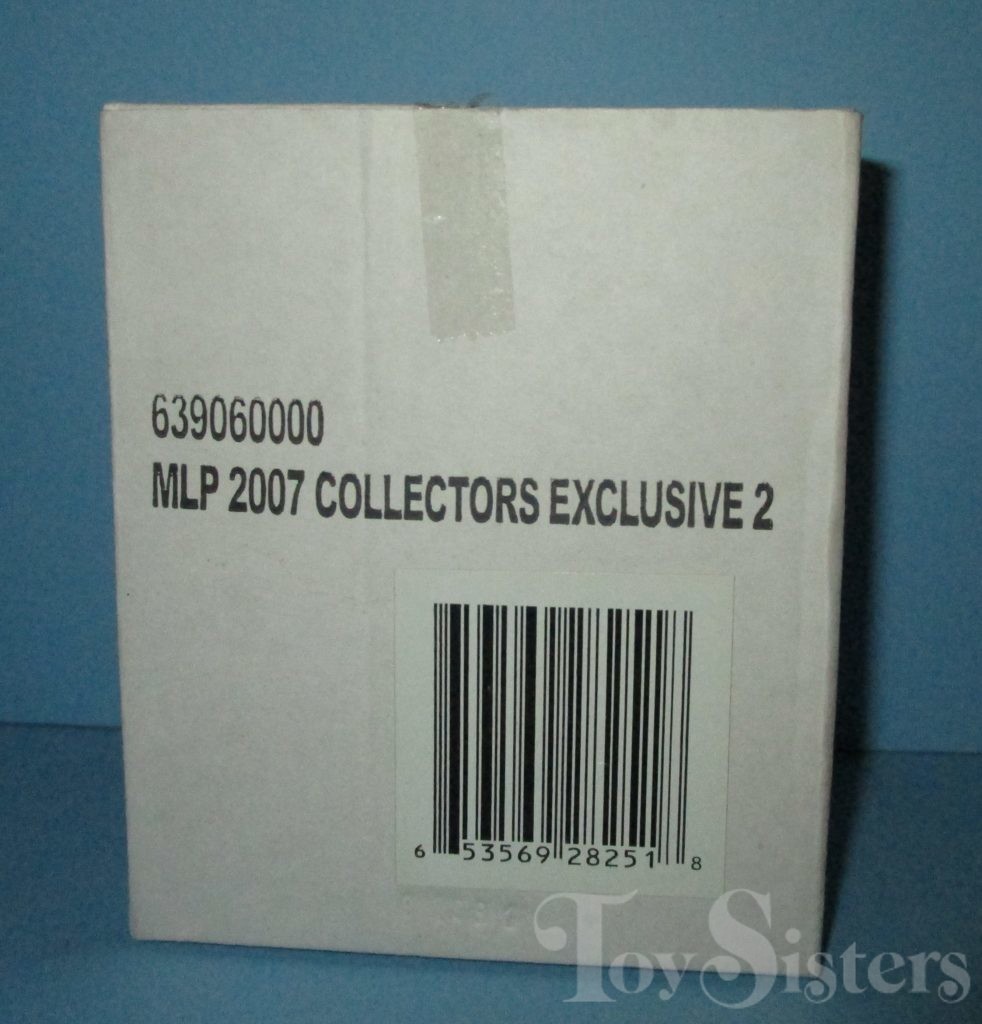 639060000
MLP 2007 COLLECTORS EXCLUSIVE 2
6 53569 28251 8
ToySisters